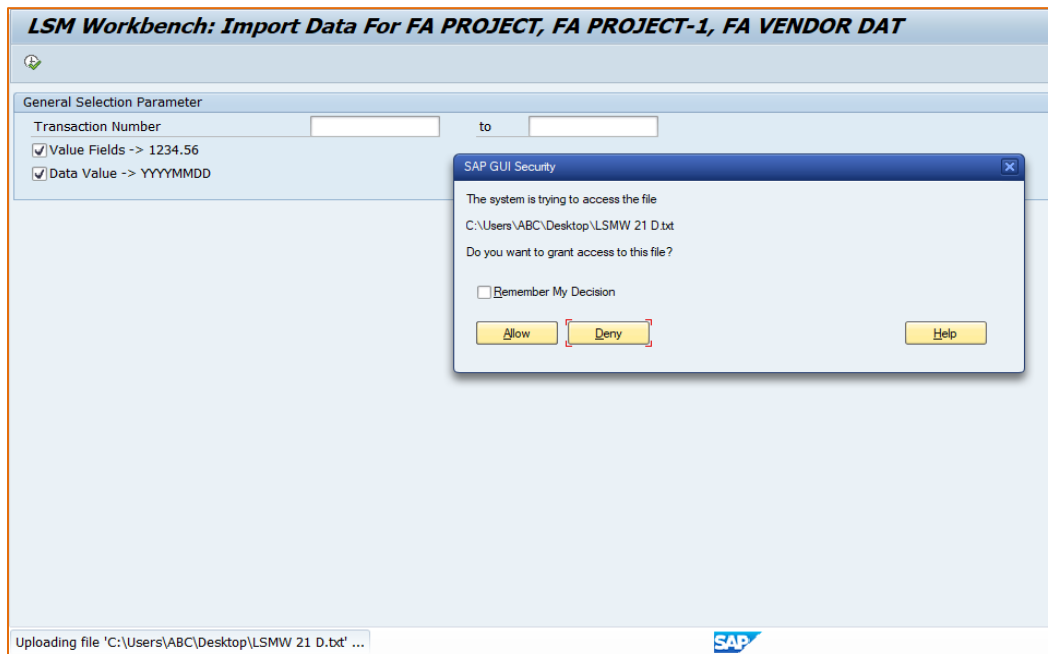 LSM Workbench: Import Data For FA PROJECT, FA PROJECT-1, FA VENDOR DAT
General Selection Parameter
Transaction Number to
Value Fields -> 1234.56
Data Value -> YYYYMMDD
SAP GUI Security
The system is trying to access the file
C:\Users\ABC\Desktop\LSMW 21 D.txt
Do you want to grant access to this file?
Remember My Decision
Allow Deny Help
Uploading file 'C:\Users\ABC\Desktop\LSMW 21 D.txt' ...
SAP